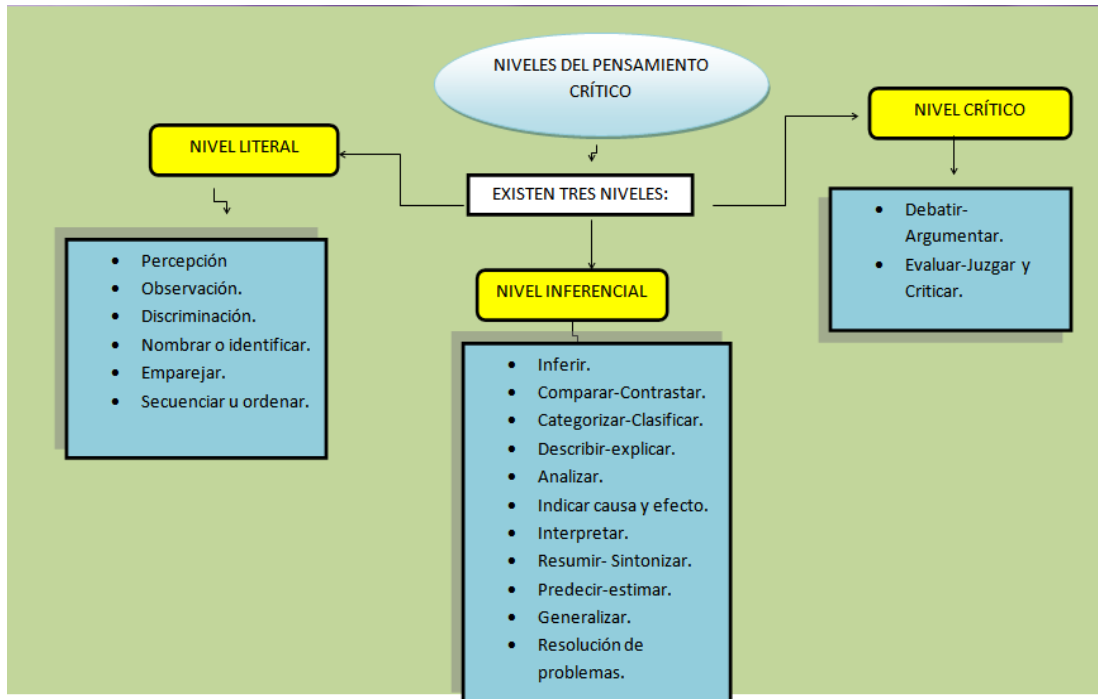 NIVELES DEL PENSAMIENTO
CRÍTICO
EXISTEN TRES NIVELES:
NIVEL LITERAL
• Percepción
• Observación.
• Discriminación.
• Nombrar o identificar.
• Emparejar.
• Secuenciar u ordenar.
NIVEL INFERENCIAL
• Inferir.
• Comparar-Contrastar.
• Categorizar-Clasificar.
• Describir-explicar.
• Analizar.
• Indicar causa y efecto.
• Interpretar.
• Resumir- Sintonizar.
• Predecir-estimar.
• Generalizar.
• Resolución de
problemas.
NIVEL CRÍTICO
• Debatir-
Argumentar.
• Evaluar-Juzgar y
Criticar.